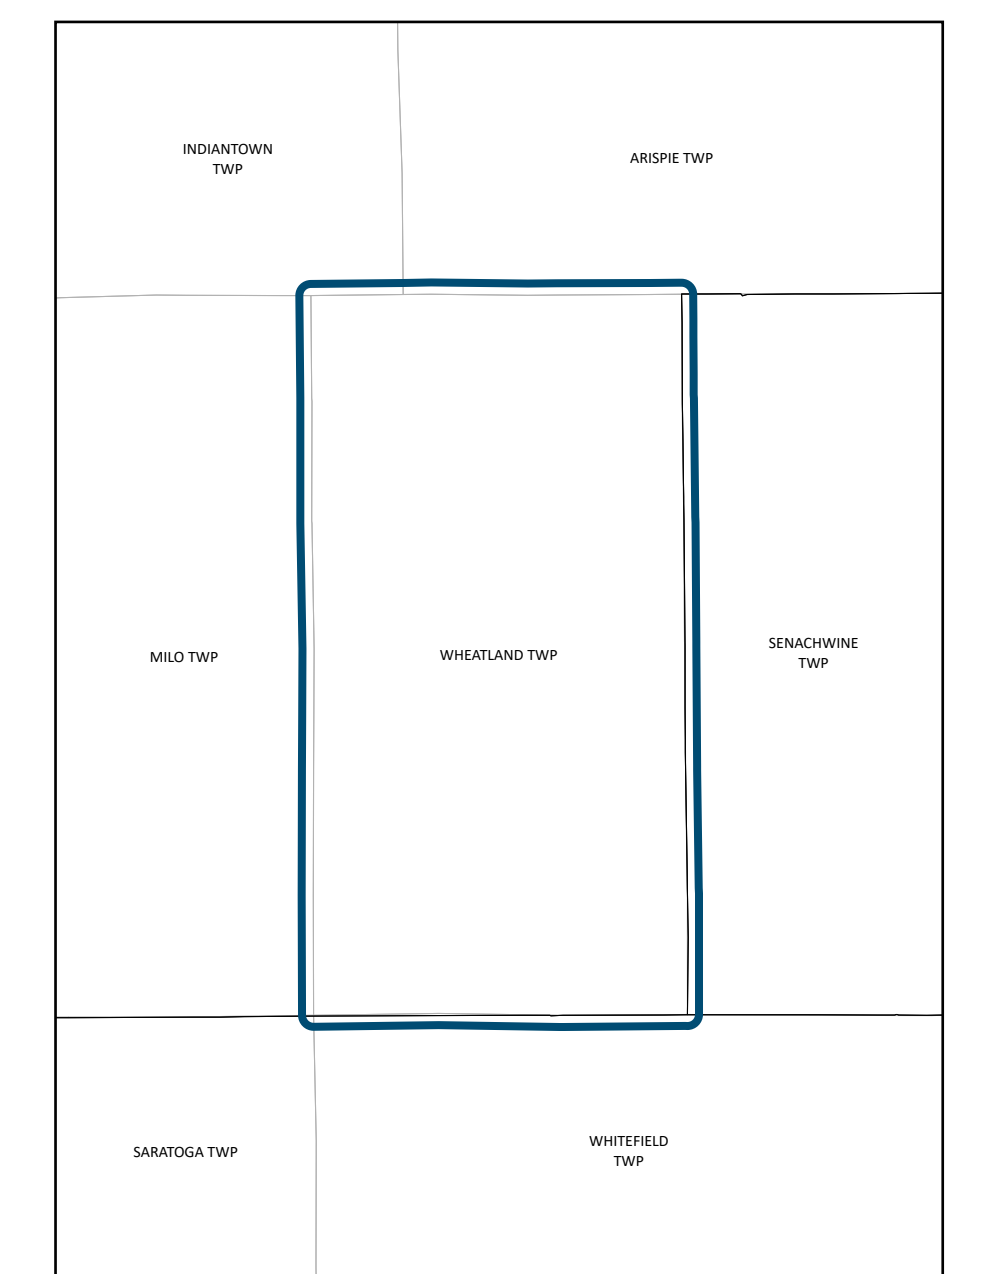 INDIANTOWN
TWP
ARISPIE TWP
MILO TWP
WHEATLAND TWP
SENACHWINE
TWP
SARATOGA TWP
WHITEFIELD
TWP